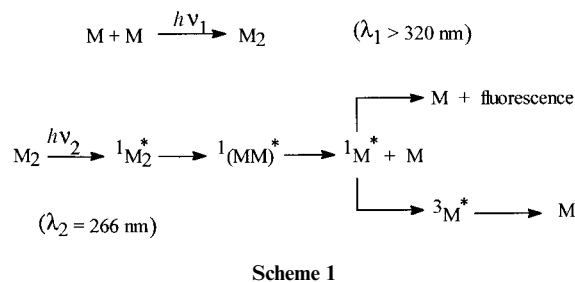 M + M hν₁ → M₂ (λ₁ > 320 nm)
M + fluorescence
M₂ hν₂ → ¹M₂* → ¹(MM)* → ¹M* + M
³M* → M
(λ₂ = 266 nm)
Scheme 1